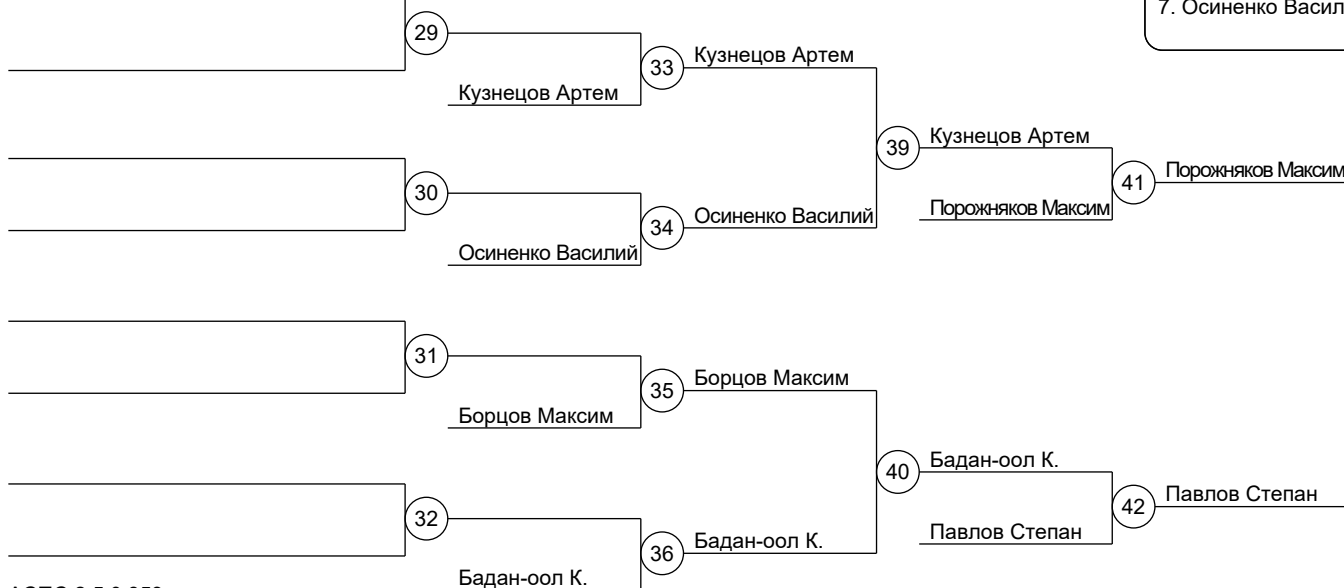 7. Осиненко Васил
29
33
Кузнецов Артем
Кузнецов Артем
39
Кузнецов Артем
41
Порожняков Максим
Порожняков Максим
30
34
Осиненко Василий
Осиненко Василий
31
35
Борцов Максим
Борцов Максим
40
Бадан-оол К.
42
Павлов Степан
Павлов Степан
32
36
Бадан-оол К.
Бадан-оол К.